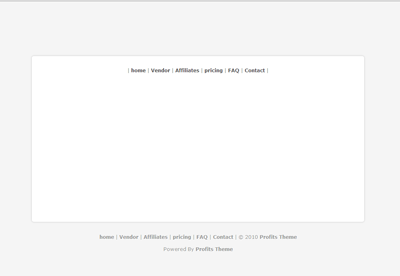 | home | Vendor | Affiliates | pricing | FAQ | Contact |
home | Vendor | Affiliates | pricing | FAQ | Contact | © 2010 Profits Theme
Powered By Profits Theme